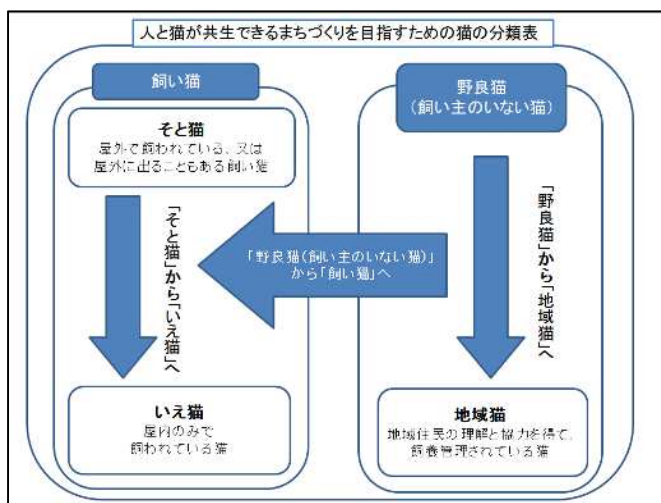 人と猫が共生できるまちづくりを目指すための猫の分類表
飼い猫
そと猫
屋外で飼われている、又は
屋外に出ることもある飼い猫
「そと猫」から「いえ猫」へ
いえ猫
屋内のみで
飼われている猫
「野良猫(飼い主のいない猫)」
から「飼い猫」へ
野良猫
(飼い主のいない猫)
「野良猫」から「地域猫」へ
地域猫
地域住民の理解と協力を得て、
飼養管理されている猫